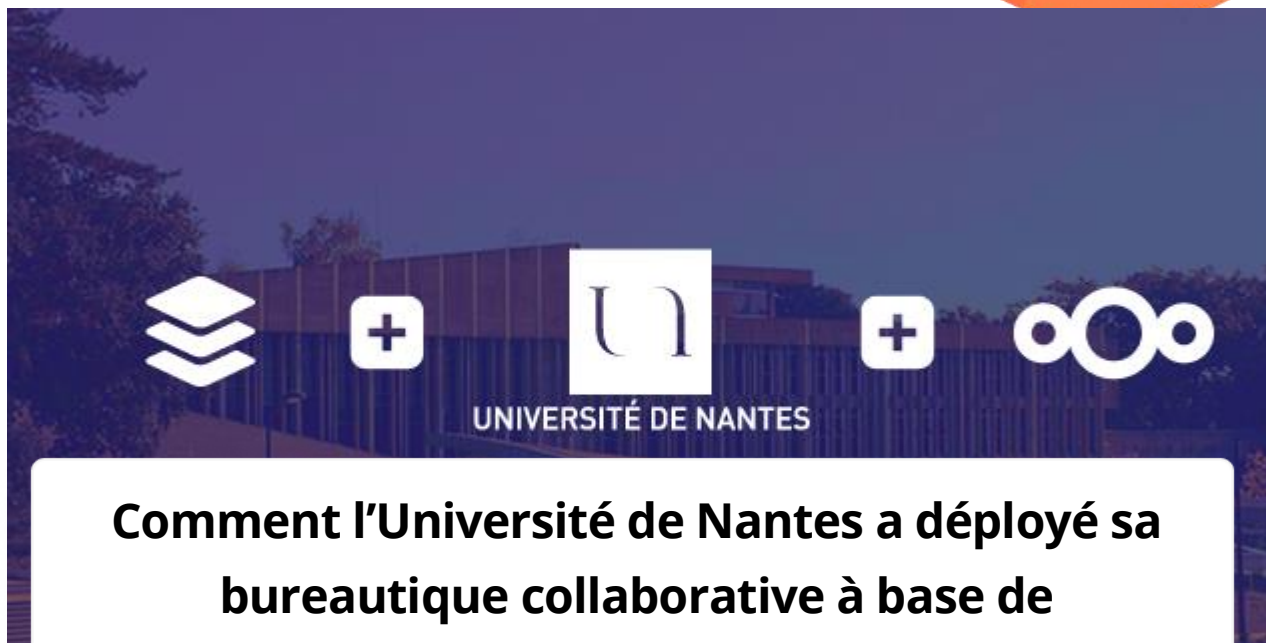 UNIVERSITÉ DE NANTES
Comment l’Université de Nantes a déployé sa
bureautique collaborative à base de